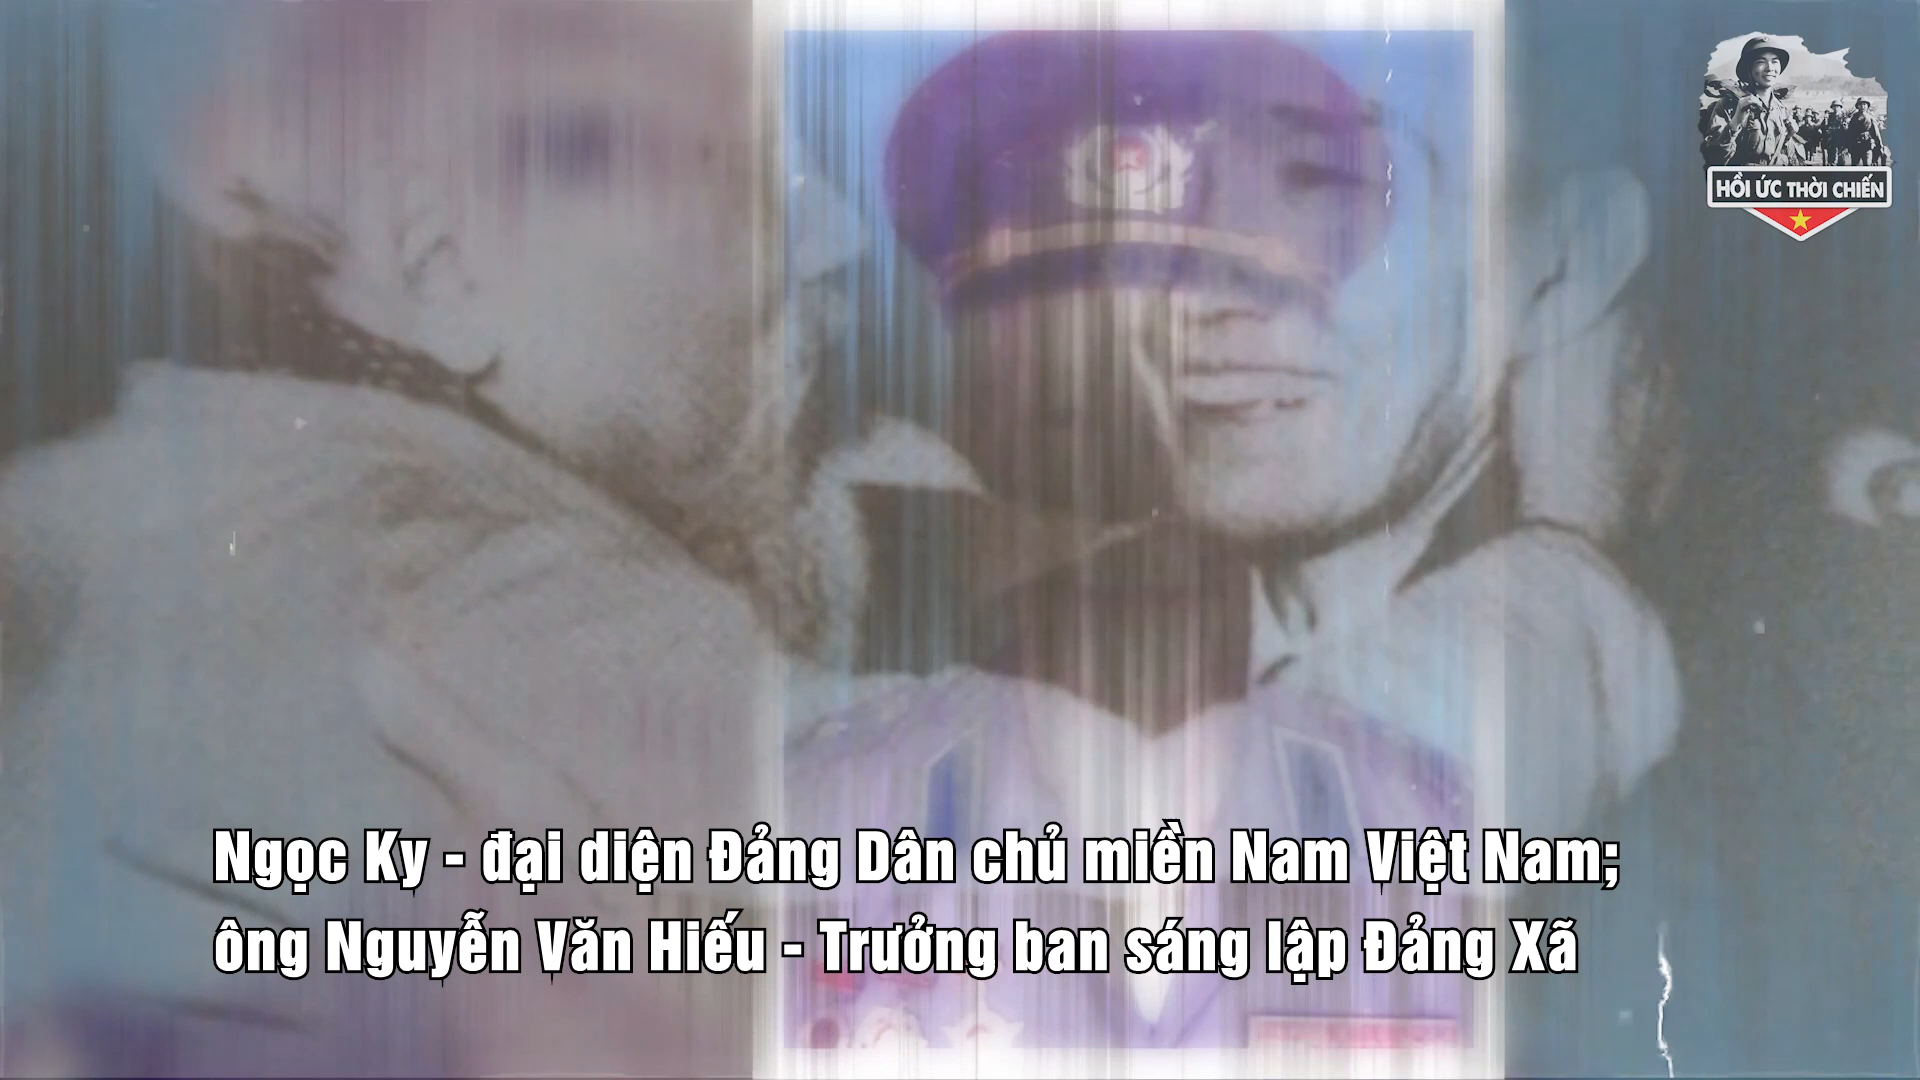 HỒI ỨC THỜI CHIẾN
Ngọc Ky - đại diện Đảng Dân chủ miền Nam Việt Nam;
ông Nguyễn Văn Hiếu - Trưởng ban sáng lập Đảng Xã